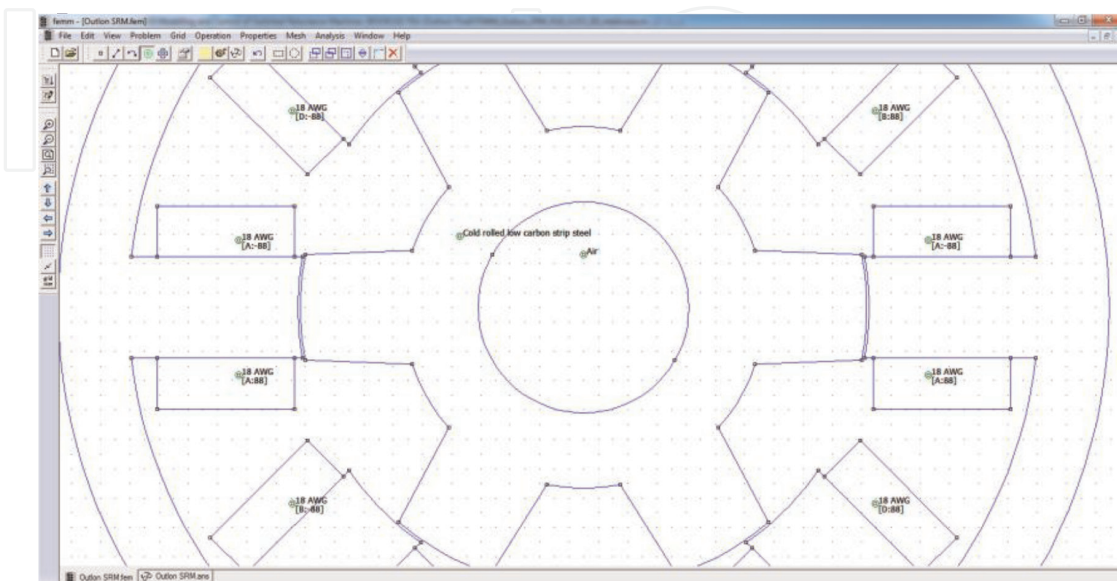 femm - [Outlon SRM.fem]
File Edit View Problem Grid Operation Properties Mesh Analysis Window Help
18 AWG
[D:-88]
18 AWG
[B:88]
18 AWG
[A:-88]
Cold rolled low carbon strip steel
Air
18 AWG
[A:-88]
18 AWG
[A:88]
18 AWG
[A:88]
18 AWG
[B:-88]
18 AWG
[D:88]
Outlon SRM.fem Outlon SRM.ans